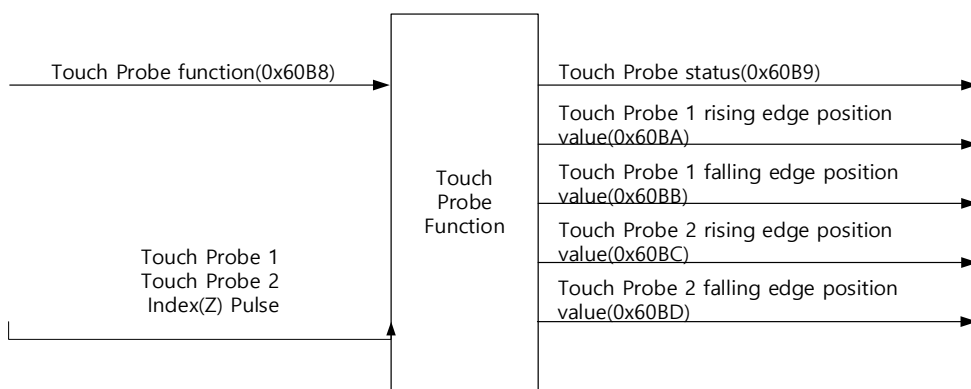 Touch Probe function(0x60B8)
Touch Probe 1
Touch Probe 2
Index(Z) Pulse
Touch
Probe
Function
Touch Probe status(0x60B9)
Touch Probe 1 rising edge position
value(0x60BA)
Touch Probe 1 falling edge position
value(0x60BB)
Touch Probe 2 rising edge position
value(0x60BC)
Touch Probe 2 falling edge position
value(0x60BD)